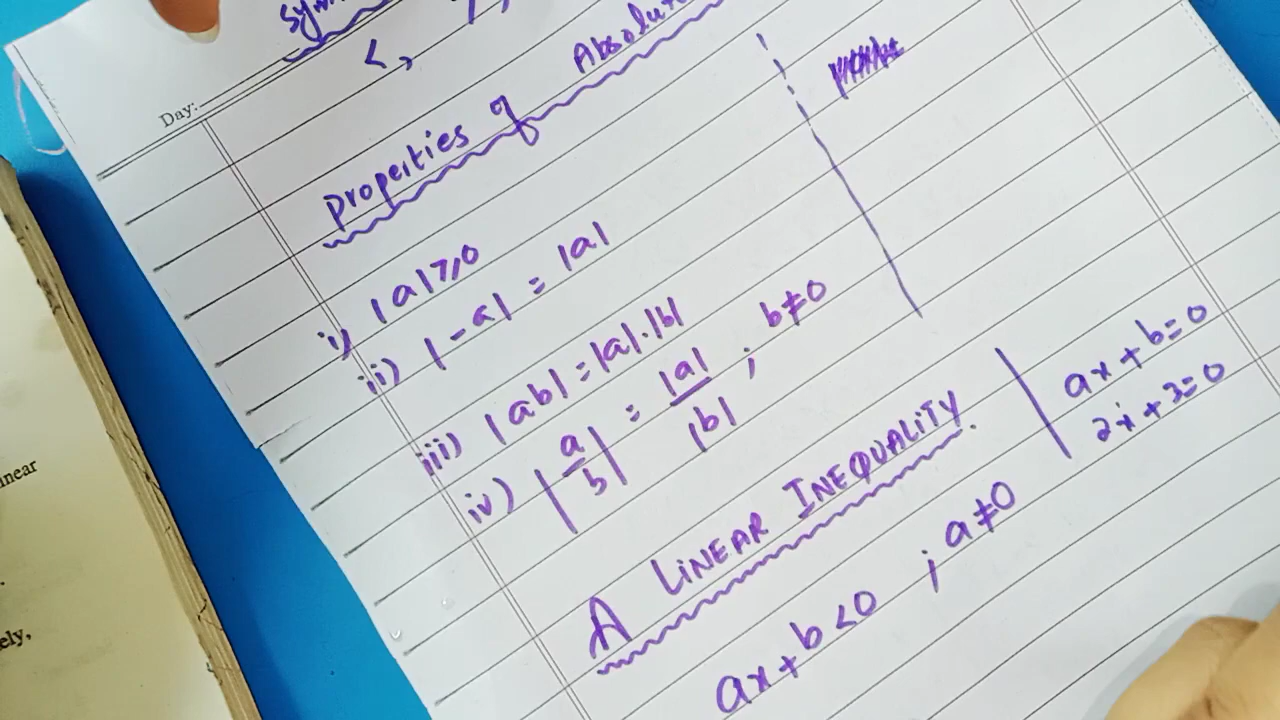 <,
Day:
Properties of Absolu
i) |a| ≥ 0
ii) |-a| = |a|
iii) |ab| = |a|.|b|
iv) |a/b| = |a|/|b| ; b≠0
A LINEAR INEQUALITY.
ax + b = 0
2x + 3 = 0
ax + b < 0 ; a≠0
near
ely,